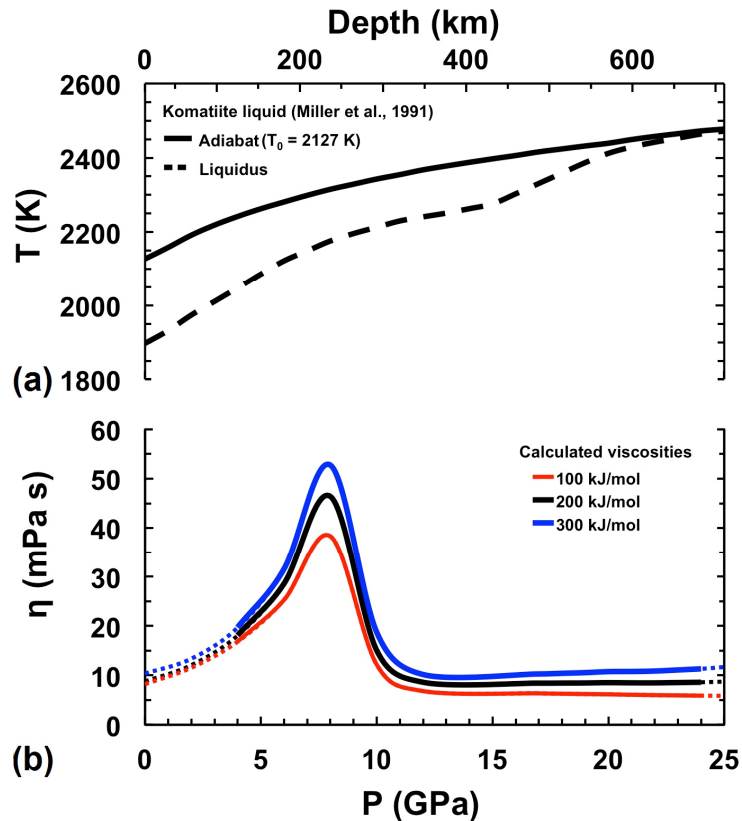 Depth (km)
0 200 400 600
2600
2400
2200
2000
1800
T (K)
Komatiite liquid (Miller et al., 1991)
Adiabat (T₀ = 2127 K)
Liquidus
(a)
60
50
40
30
20
10
0
η (mPa s)
Calculated viscosities
100 kJ/mol
200 kJ/mol
300 kJ/mol
(b)
0 5 10 15 20 25
P (GPa)